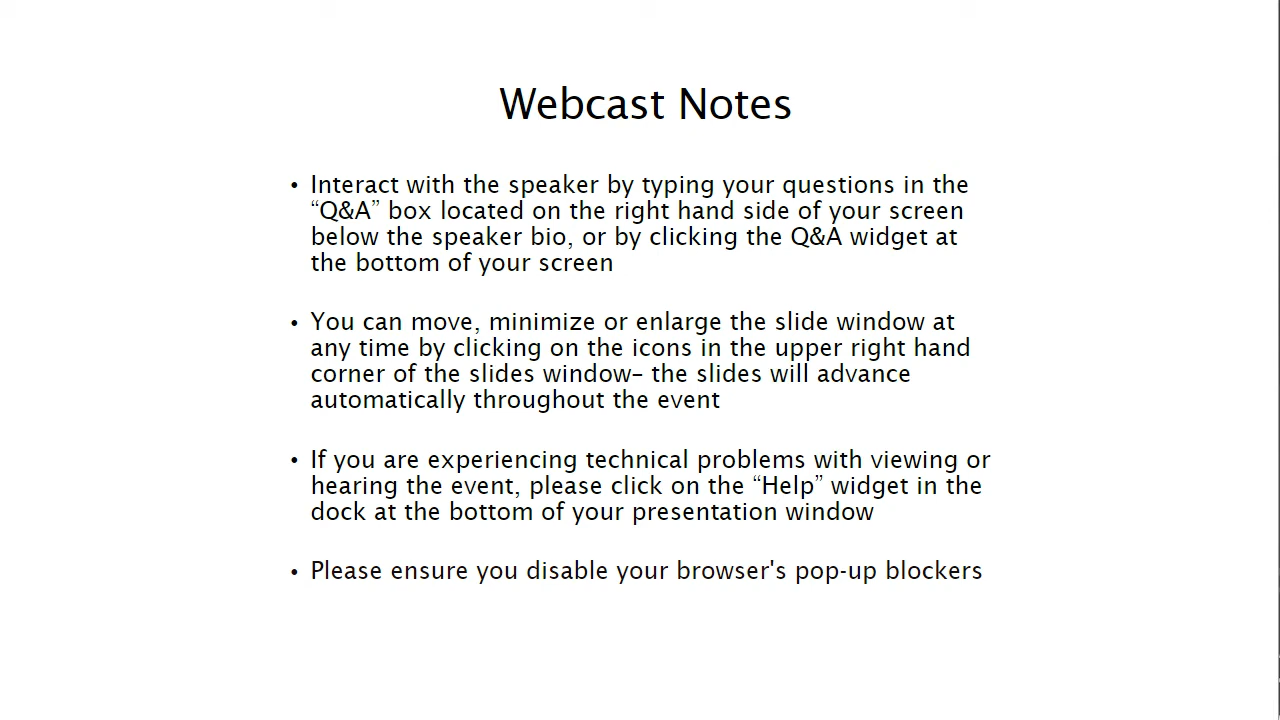 Webcast Notes
• Interact with the speaker by typing your questions in the
“Q&A” box located on the right hand side of your screen
below the speaker bio, or by clicking the Q&A widget at
the bottom of your screen
• You can move, minimize or enlarge the slide window at
any time by clicking on the icons in the upper right hand
corner of the slides window– the slides will advance
automatically throughout the event
• If you are experiencing technical problems with viewing or
hearing the event, please click on the “Help” widget in the
dock at the bottom of your presentation window
• Please ensure you disable your browser's pop-up blockers